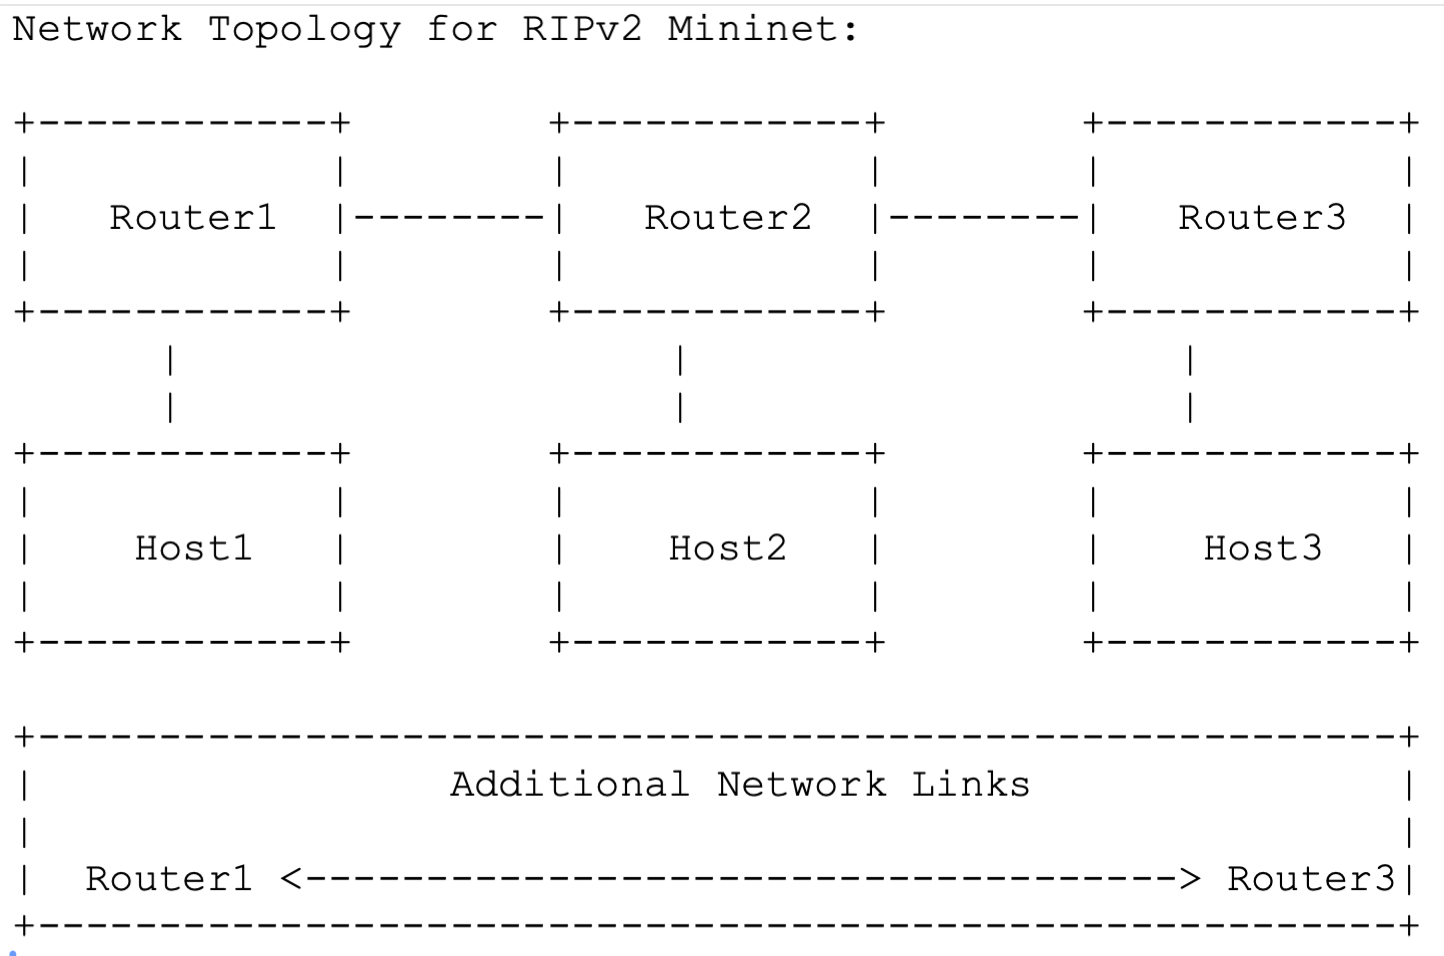 Network Topology for RIPv2 Mininet:
Router1 Router2 Router3
Host1 Host2 Host3
Additional Network Links
Router1 <----------------------------------> Router3